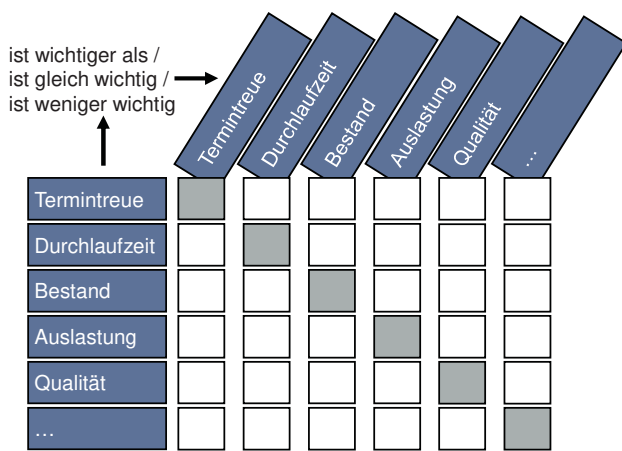 ist wichtiger als /
ist gleich wichtig /
ist weniger wichtig
Termintreue
Durchlaufzeit
Bestand
Auslastung
Qualität
...
Termintreue
Durchlaufzeit
Bestand
Auslastung
Qualität
...